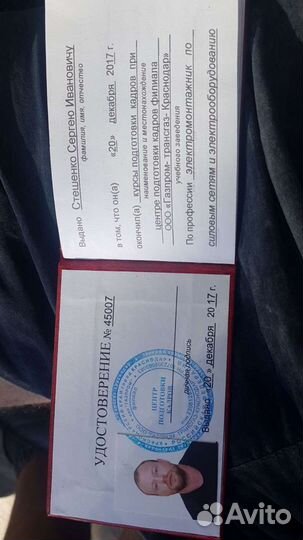 Выдано Стешенко Сергею Ивановичу
фамилия, имя, отчество
в том, что он(а) «20» декабря 2017 г.
окончил(а) курсы подготовки кадров при
наименование и местонахождение
центре подготовки кадров филиала
ООО «Газпром- трансгаз- Краснодар»
учебного заведения
По профессии электромонтажник по
силовым сетям и электрооборудованию
УДОСТОВЕРЕНИЕ № 45007
ЦЕНТР
ПОДГОТОВКИ
КАДРОВ
личная подпись
Выдано «20» декабря 2017 г.
Avito